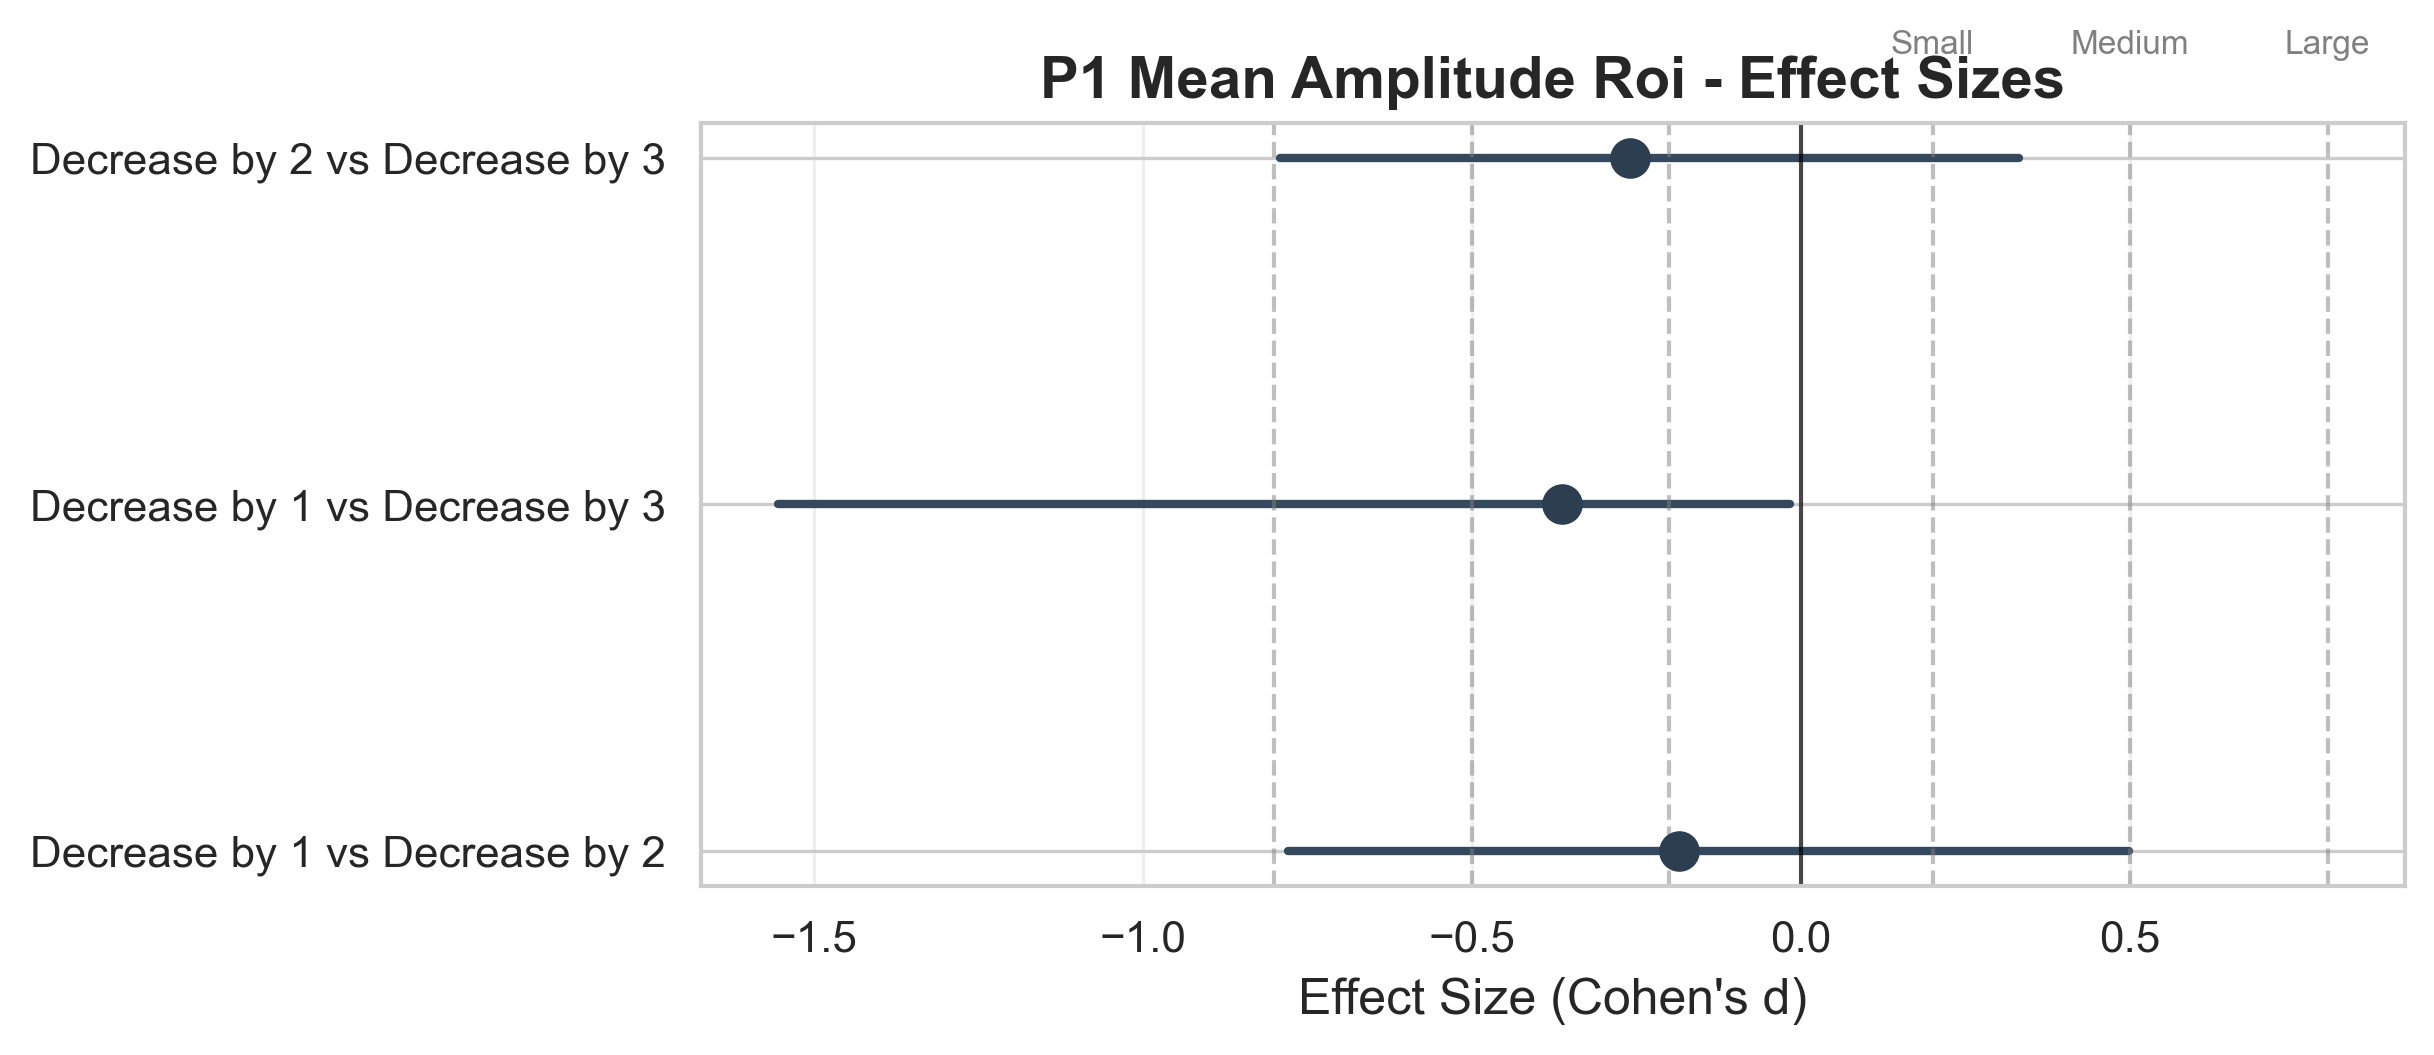 Small Medium Large
P1 Mean Amplitude Roi - Effect Sizes
Decrease by 2 vs Decrease by 3
Decrease by 1 vs Decrease by 3
Decrease by 1 vs Decrease by 2
−1.5 −1.0 −0.5 0.0 0.5
Effect Size (Cohen's d)